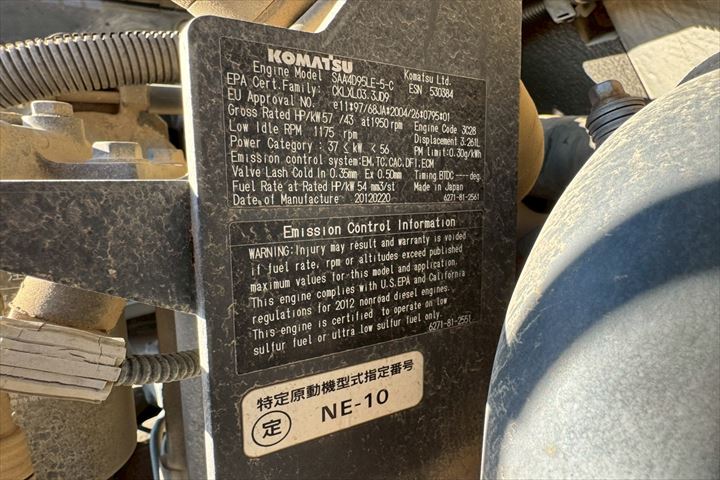 KOMATSU
Engine Model SAA4D95LE-5-C Komatsu Ltd.
EPA Cert.Family: CKLXL03.3JD9 ESN 530384
EU Approval NO. e11*97/68JA*2004/26*0795*01
Gross Rated HP/kW 57 /43 at1950 rpm Engine Code 3C28
Low Idle RPM 1175 rpm Displacement 3.261L
Power Category : 37 ≤ kW < 56 PM limit:0.30g/kWh
Emission control system:EM.TC.CAC.DFI.ECM
Valve Lash Cold In 0.35mm Ex 0.50mm Timing BTDC ----deg.
Fuel Rate at Rated HP/kW 54 mm3/st Made in Japan
Date of Manufacture 20120220 6271-81-2561
Emission Control Information
WARNING:Injury may result and warranty is voided
if fuel rate, rpm or altitudes exceed published
maximum values for this model and application.
This engine complies with U.S.EPA and California
regulations for 2012 nonroad diesel engines.
This engine is certified to operate on low
sulfur fuel or ultra low sulfur fuel only.
6271-81-2551
特定原動機型式指定番号
定 NE-10